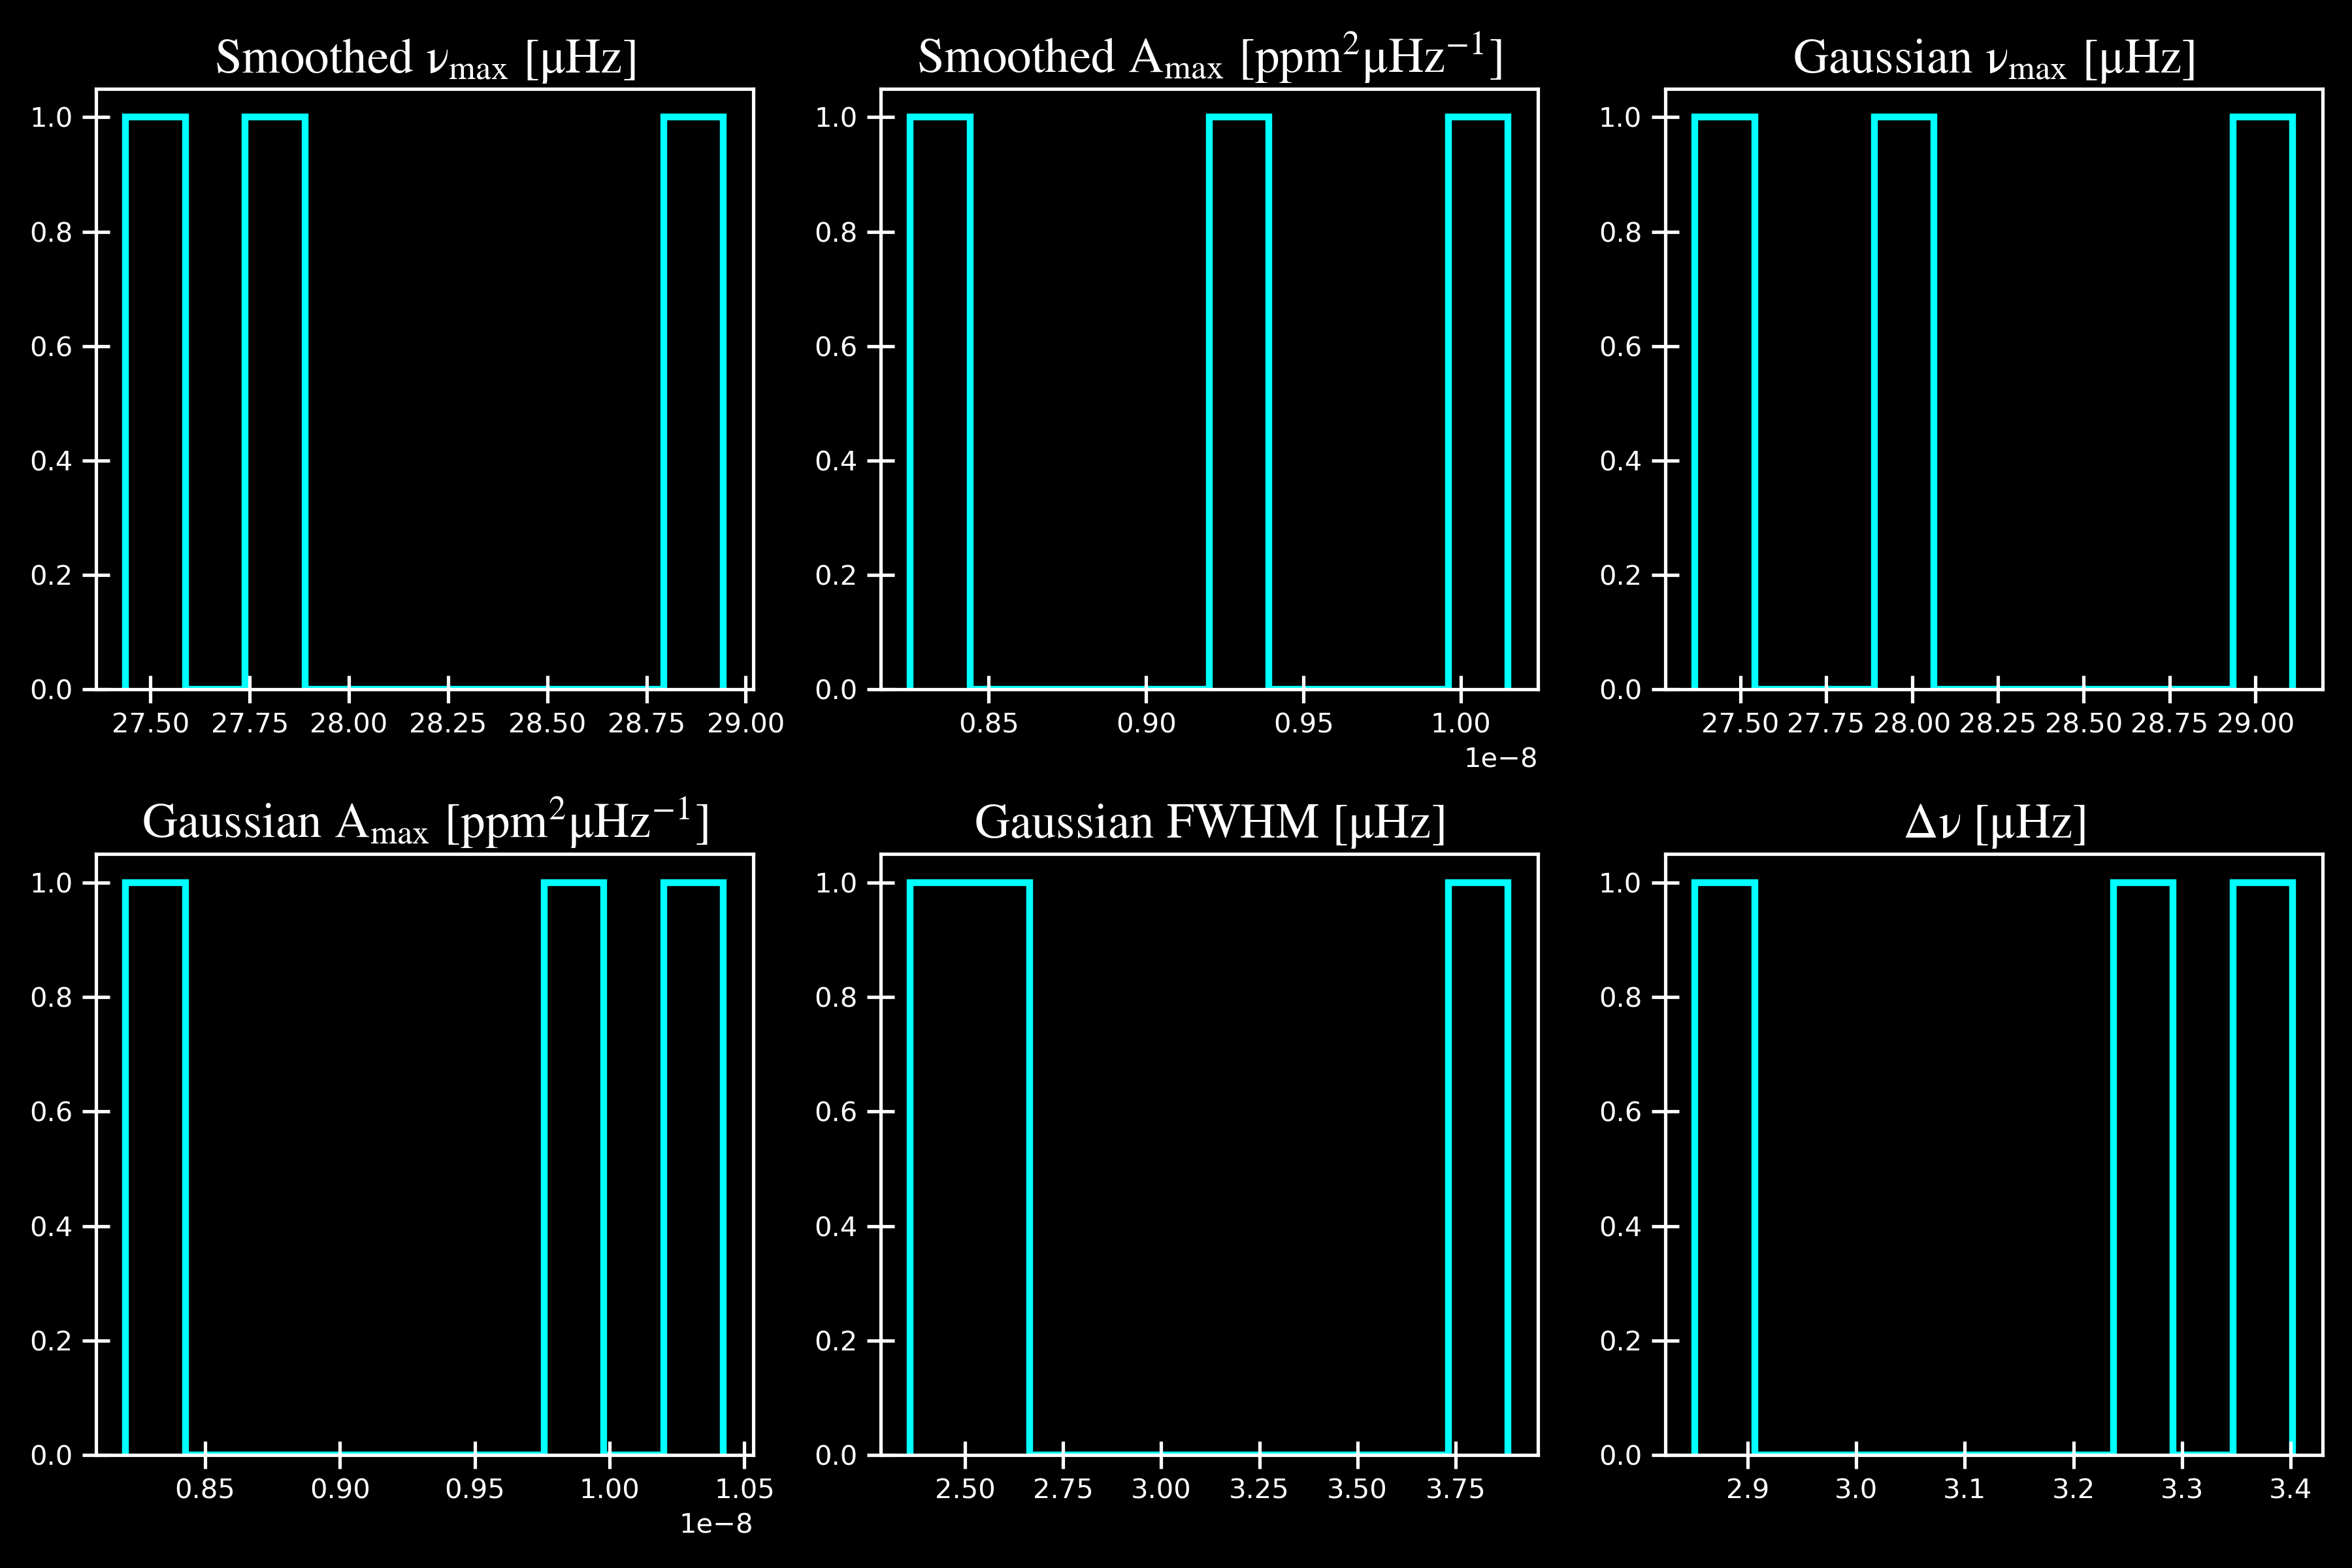 Smoothed ν_max [μHz]
1.0
0.8
0.6
0.4
0.2
0.0
27.50 27.75 28.00 28.25 28.50 28.75 29.00
Smoothed A_max [ppm²μHz⁻¹]
1.0
0.8
0.6
0.4
0.2
0.0
0.85 0.90 0.95 1.00
1e−8
Gaussian ν_max [μHz]
1.0
0.8
0.6
0.4
0.2
0.0
27.50 27.75 28.00 28.25 28.50 28.75 29.00
Gaussian A_max [ppm²μHz⁻¹]
1.0
0.8
0.6
0.4
0.2
0.0
0.85 0.90 0.95 1.00 1.05
1e−8
Gaussian FWHM [μHz]
1.0
0.8
0.6
0.4
0.2
0.0
2.50 2.75 3.00 3.25 3.50 3.75
Δν [μHz]
1.0
0.8
0.6
0.4
0.2
0.0
2.9 3.0 3.1 3.2 3.3 3.4